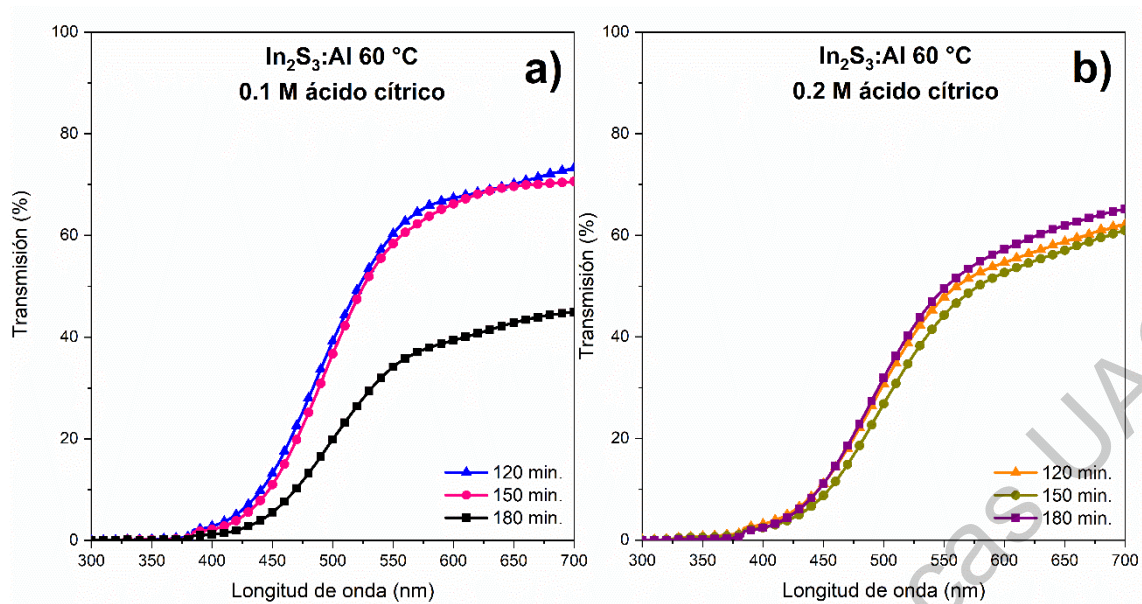 In₂S₃:Al 60 °C
0.1 M ácido cítrico
a)
Transmisión (%)
100
80
60
40
20
0
120 min.
150 min.
180 min.
300 350 400 450 500 550 600 650 700
Longitud de onda (nm)
In₂S₃:Al 60 °C
0.2 M ácido cítrico
b)
Transmisión (%)
100
80
60
40
20
0
120 min.
150 min.
180 min.
300 350 400 450 500 550 600 650 700
Longitud de onda (nm)